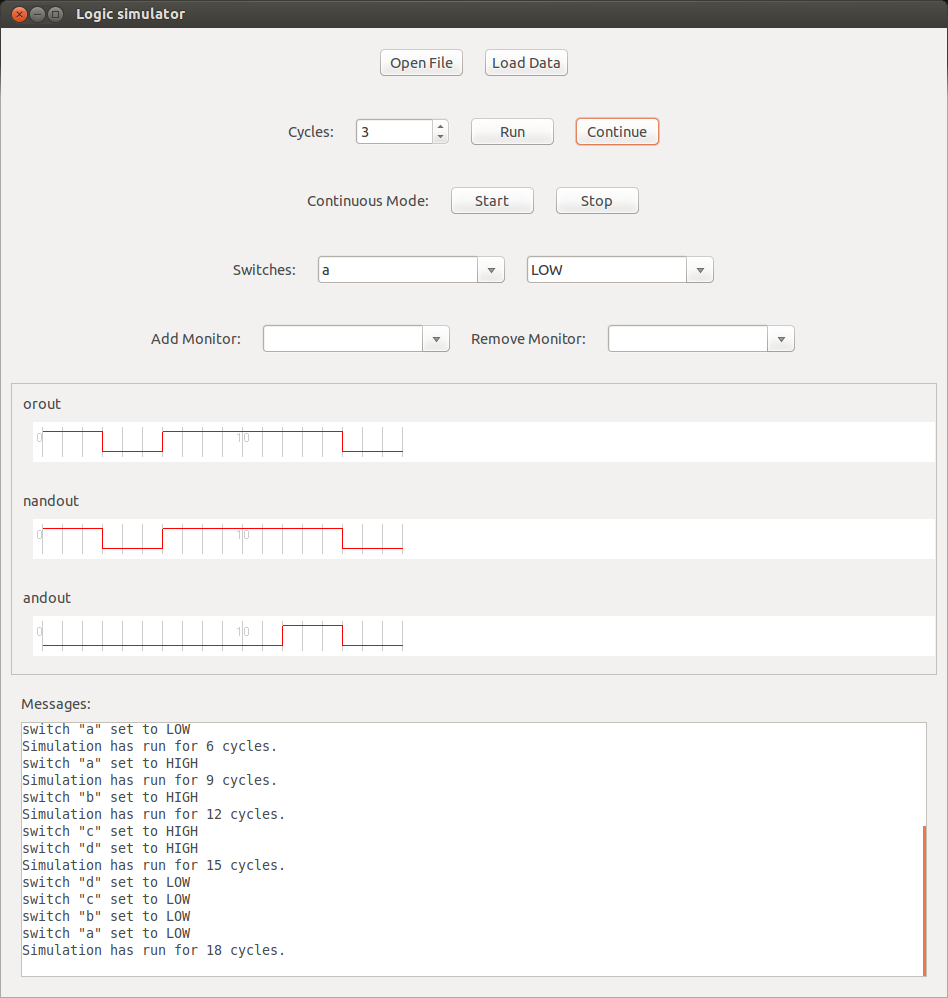 Logic simulator
Open File Load Data
Cycles: 3 Run Continue
Continuous Mode: Start Stop
Switches: a LOW
Add Monitor: Remove Monitor:
orout
0 10
nandout
0 10
andout
0 10
Messages:
switch "a" set to LOW
Simulation has run for 6 cycles.
switch "a" set to HIGH
Simulation has run for 9 cycles.
switch "b" set to HIGH
Simulation has run for 12 cycles.
switch "c" set to HIGH
switch "d" set to HIGH
Simulation has run for 15 cycles.
switch "d" set to LOW
switch "c" set to LOW
switch "b" set to LOW
switch "a" set to LOW
Simulation has run for 18 cycles.